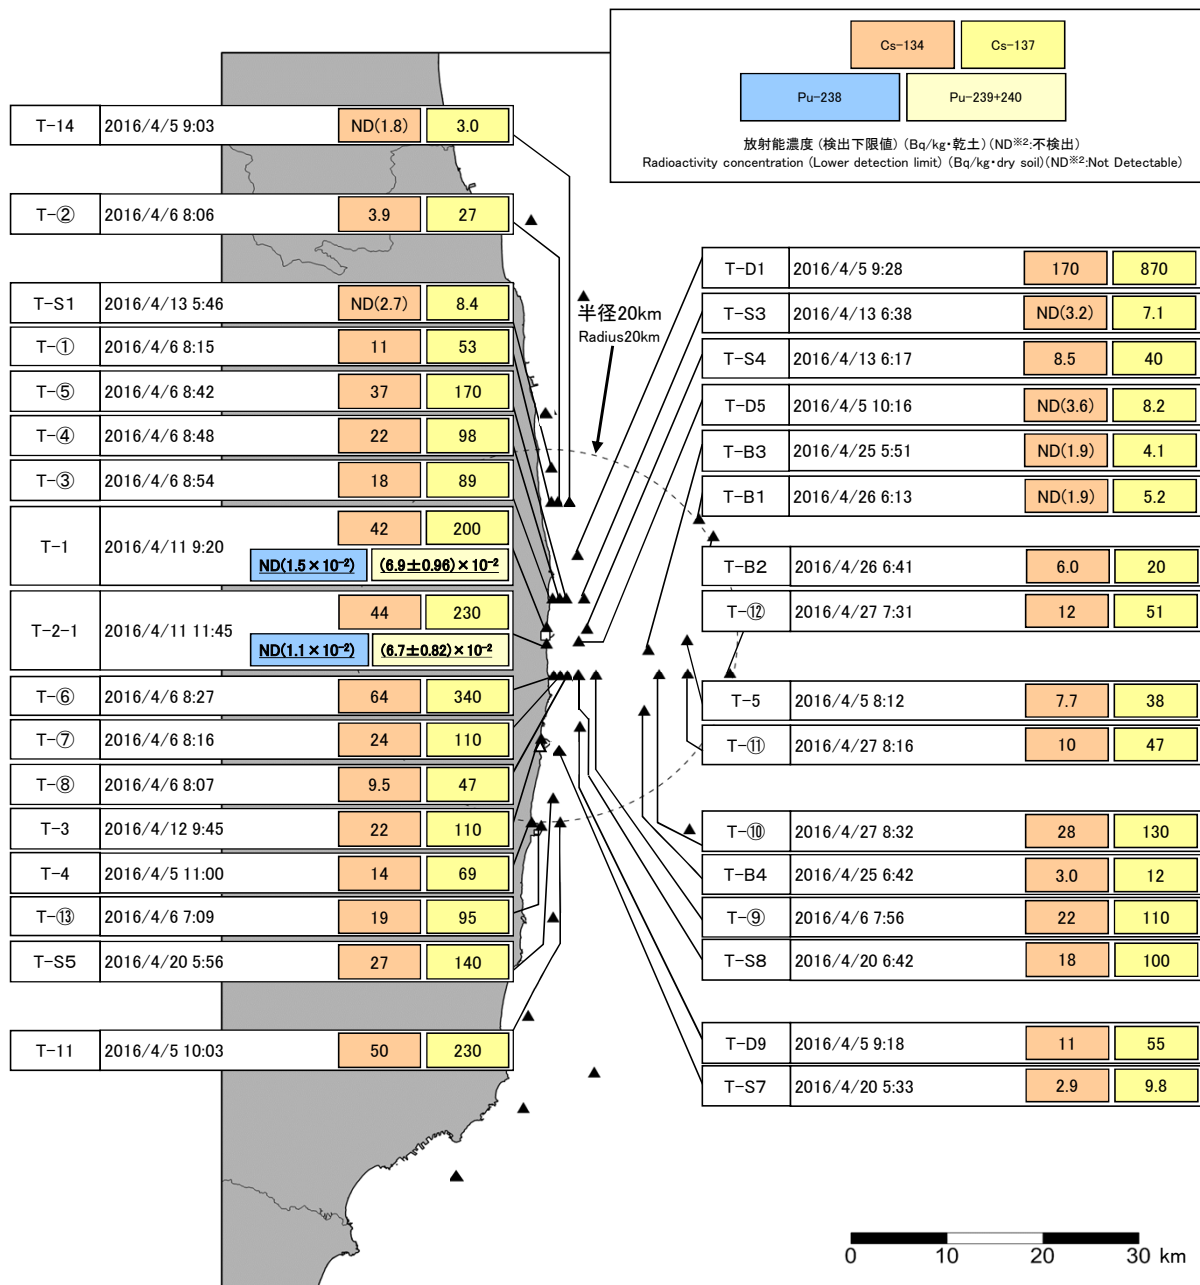 Cs-134 Cs-137
Pu-238 Pu-239+240
放射能濃度 (検出下限値) (Bq/kg・乾土) (ND※2:不検出)
Radioactivity concentration (Lower detection limit) (Bq/kg・dry soil)(ND※2:Not Detectable)
T-14 2016/4/5 9:03 ND(1.8) 3.0
T-② 2016/4/6 8:06 3.9 27
T-S1 2016/4/13 5:46 ND(2.7) 8.4
T-① 2016/4/6 8:15 11 53
T-⑤ 2016/4/6 8:42 37 170
T-④ 2016/4/6 8:48 22 98
T-③ 2016/4/6 8:54 18 89
T-1 2016/4/11 9:20 42 200
ND(1.5×10⁻²) (6.9±0.96)×10⁻²
T-2-1 2016/4/11 11:45 44 230
ND(1.1×10⁻²) (6.7±0.82)×10⁻²
T-⑥ 2016/4/6 8:27 64 340
T-⑦ 2016/4/6 8:16 24 110
T-⑧ 2016/4/6 8:07 9.5 47
T-3 2016/4/12 9:45 22 110
T-4 2016/4/5 11:00 14 69
T-⑬ 2016/4/6 7:09 19 95
T-S5 2016/4/20 5:56 27 140
T-11 2016/4/5 10:03 50 230
半径20km
Radius20km
T-D1 2016/4/5 9:28 170 870
T-S3 2016/4/13 6:38 ND(3.2) 7.1
T-S4 2016/4/13 6:17 8.5 40
T-D5 2016/4/5 10:16 ND(3.6) 8.2
T-B3 2016/4/25 5:51 ND(1.9) 4.1
T-B1 2016/4/26 6:13 ND(1.9) 5.2
T-B2 2016/4/26 6:41 6.0 20
T-⑫ 2016/4/27 7:31 12 51
T-5 2016/4/5 8:12 7.7 38
T-⑪ 2016/4/27 8:16 10 47
T-⑩ 2016/4/27 8:32 28 130
T-B4 2016/4/25 6:42 3.0 12
T-⑨ 2016/4/6 7:56 22 110
T-S8 2016/4/20 6:42 18 100
T-D9 2016/4/5 9:18 11 55
T-S7 2016/4/20 5:33 2.9 9.8
0 10 20 30 km